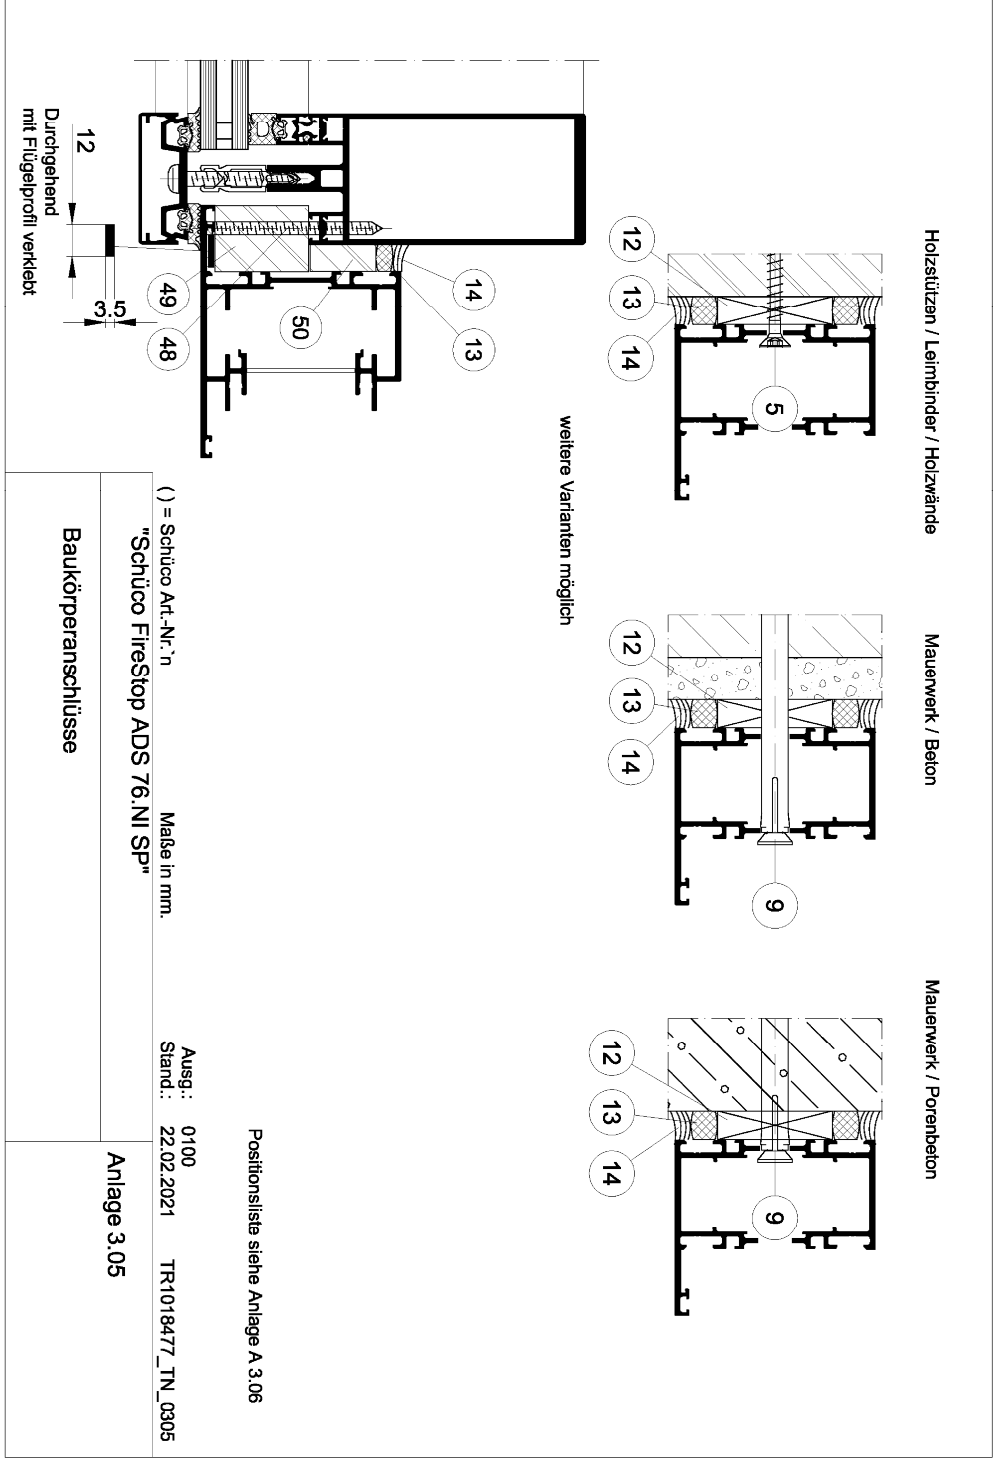 Holzstützen / Leimbinder / Holzwände
12
13
14
5
Mauerwerk / Beton
12
13
14
9
Mauerwerk / Porenbeton
12
13
14
9
weitere Varianten möglich
14
13
50
49
48
12
3.5
Durchgehend
mit Flügelprofil verklebt
Positionsliste siehe Anlage A 3.06
( ) = Schüco Art.-Nr.`n
Maße in mm.
Ausg.: 0100
Stand.: 22.02.2021
TR1018477_TN_0305
"Schüco FireStop ADS 76.NI SP"
Baukörperanschlüsse
Anlage 3.05